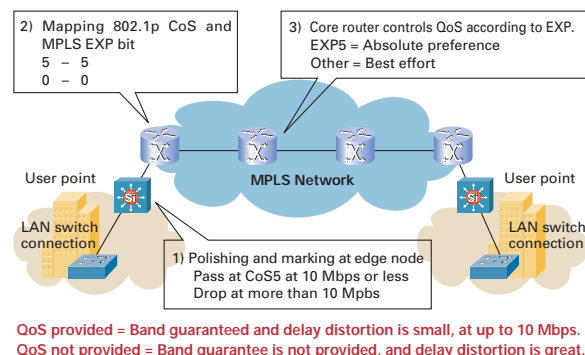 2) Mapping 802.1p CoS and
MPLS EXP bit
5 – 5
0 – 0
3) Core router controls QoS according to EXP.
EXP5 = Absolute preference
Other = Best effort
MPLS Network
User point
Si
LAN switch
connection
User point
Si
LAN switch
connection
1) Polishing and marking at edge node
Pass at CoS5 at 10 Mbps or less
Drop at more than 10 Mpbs
QoS provided = Band guaranteed and delay distortion is small, at up to 10 Mbps.
QoS not provided = Band guarantee is not provided, and delay distortion is great.